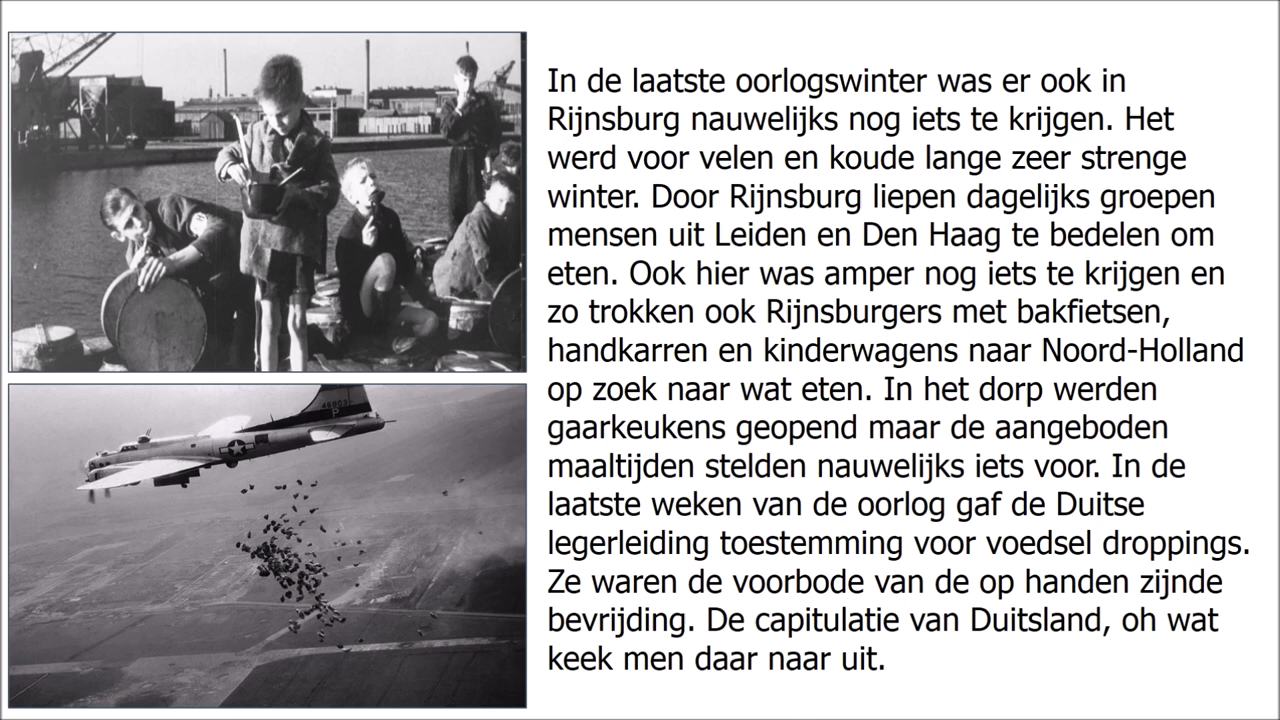 In de laatste oorlogswinter was er ook in
Rijnsburg nauwelijks nog iets te krijgen. Het
werd voor velen en koude lange zeer strenge
winter. Door Rijnsburg liepen dagelijks groepen
mensen uit Leiden en Den Haag te bedelen om
eten. Ook hier was amper nog iets te krijgen en
zo trokken ook Rijnsburgers met bakfietsen,
handkarren en kinderwagens naar Noord-Holland
op zoek naar wat eten. In het dorp werden
gaarkeukens geopend maar de aangeboden
maaltijden stelden nauwelijks iets voor. In de
laatste weken van de oorlog gaf de Duitse
legerleiding toestemming voor voedsel droppings.
Ze waren de voorbode van de op handen zijnde
bevrijding. De capitulatie van Duitsland, oh wat
keek men daar naar uit.
P